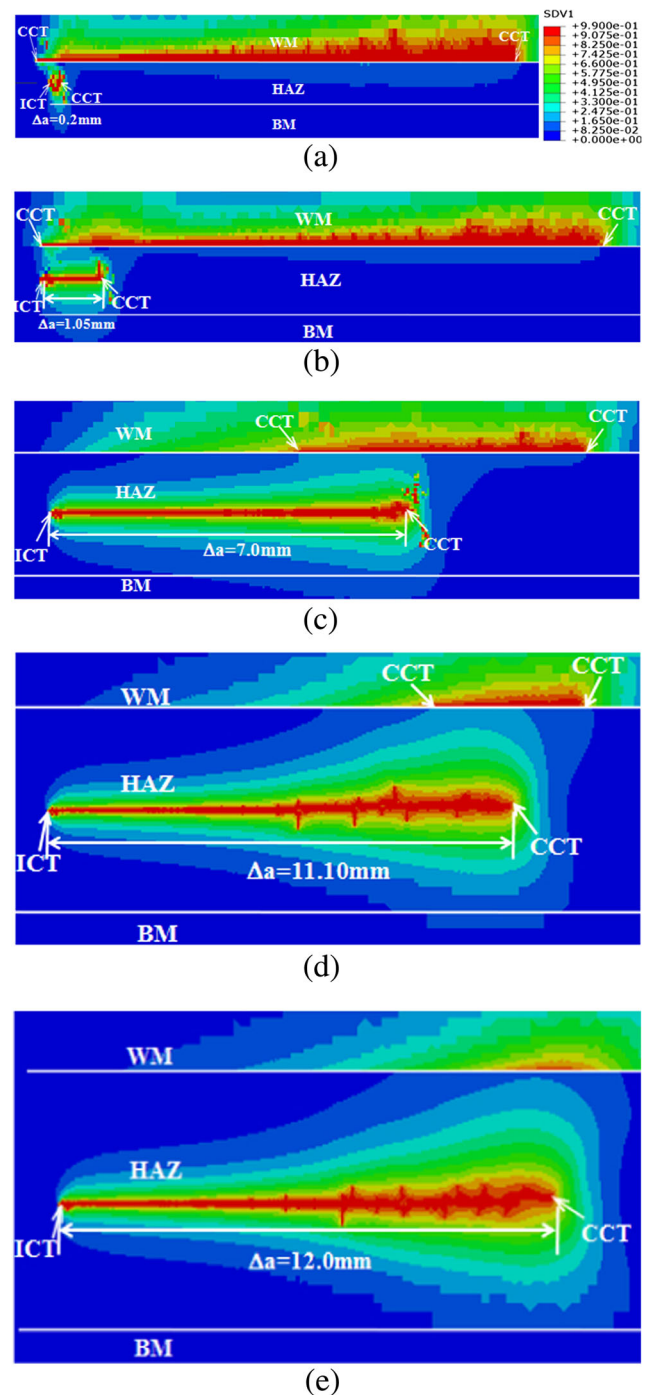 SDV1
+9.900e-01
+9.075e-01
+8.250e-01
+7.425e-01
+6.600e-01
+5.775e-01
+4.950e-01
+4.125e-01
+3.300e-01
+2.475e-01
+1.650e-01
+8.250e-02
+0.000e+00
CCT
WM
CCT
HAZ
ICT
CCT
Δa=0.2mm
BM
(a)
CCT
WM
CCT
HAZ
ICT
CCT
Δa=1.05mm
BM
(b)
WM
CCT
CCT
HAZ
ICT
CCT
Δa=7.0mm
BM
(c)
WM
CCT
CCT
HAZ
ICT
CCT
Δa=11.10mm
BM
(d)
WM
HAZ
ICT
CCT
Δa=12.0mm
BM
(e)